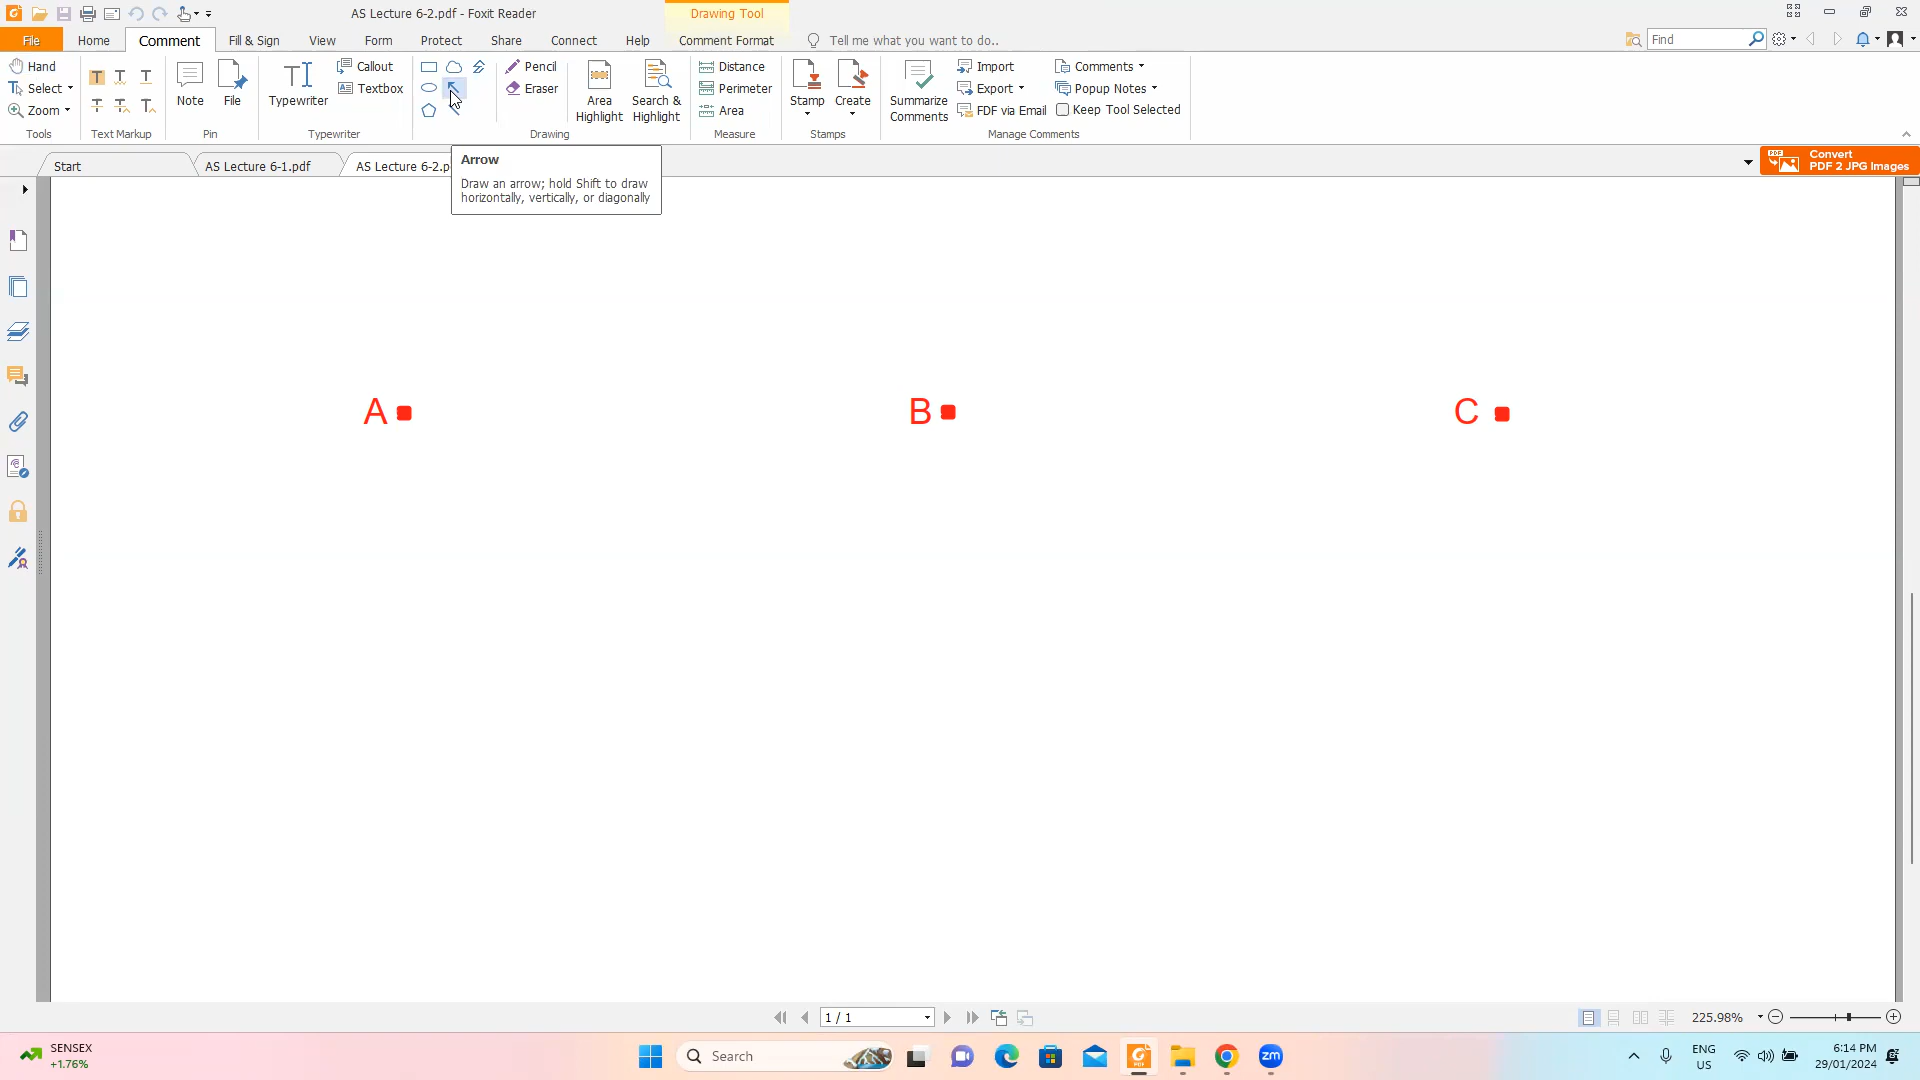 AS Lecture 6-2.pdf - Foxit Reader
Drawing Tool
File
Home
Comment
Fill & Sign
View
Form
Protect
Share
Connect
Help
Comment Format
Tell me what you want to do..
Find
Hand
Select
Zoom
Tools
Text Markup
Note
File
Pin
Typewriter
Callout
Textbox
Typewriter
Pencil
Eraser
Area
Highlight
Search &
Highlight
Drawing
Distance
Perimeter
Area
Measure
Stamp
Create
Stamps
Summarize
Comments
Import
Export
FDF via Email
Comments
Popup Notes
Keep Tool Selected
Manage Comments
Start
AS Lecture 6-1.pdf
AS Lecture 6-2.p
Arrow
Draw an arrow; hold Shift to draw
horizontally, vertically, or diagonally
Convert
PDF 2 JPG Images
A
B
C
1 / 1
225.98%
SENSEX
+1.76%
Search
zm
ENG
US
6:14 PM
29/01/2024